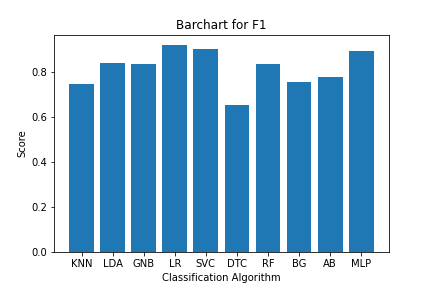 Barchart for F1
Score
0.8
0.6
0.4
0.2
0.0
KNN LDA GNB LR SVC DTC RF BG AB MLP
Classification Algorithm